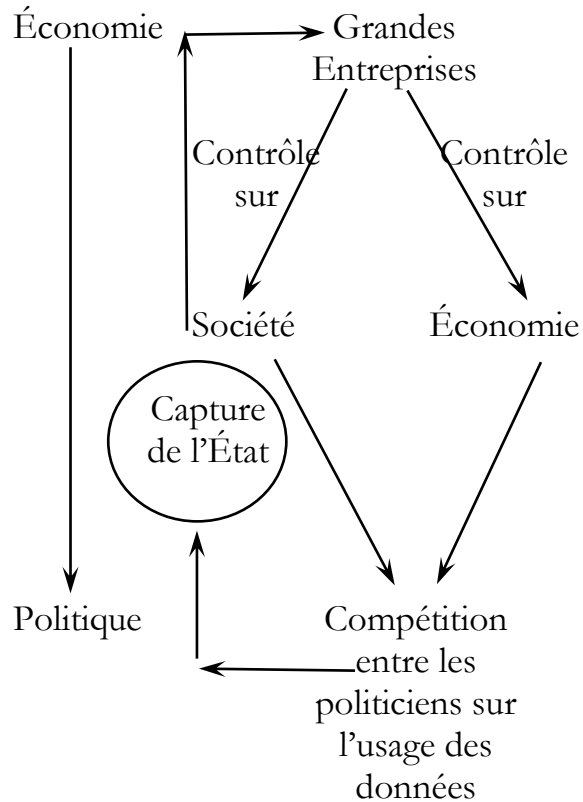 Économie
Grandes
Entreprises
Contrôle
sur
Contrôle
sur
Société
Économie
Capture
de l’État
Politique
Compétition
entre les
politiciens sur
l’usage des
données